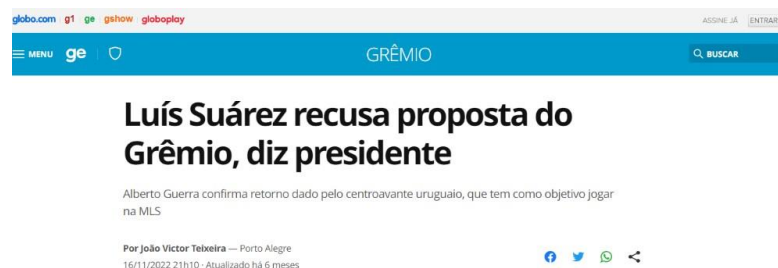 globo.com g1 ge gshow globoplay ASSINE JÁ ENTRAR
MENU ge GRÊMIO BUSCAR
Luís Suárez recusa proposta do
Grêmio, diz presidente
Alberto Guerra confirma retorno dado pelo centroavante uruguaio, que tem como objetivo jogar
na MLS
Por João Victor Teixeira — Porto Alegre
16/11/2022 21h10 · Atualizado há 6 meses